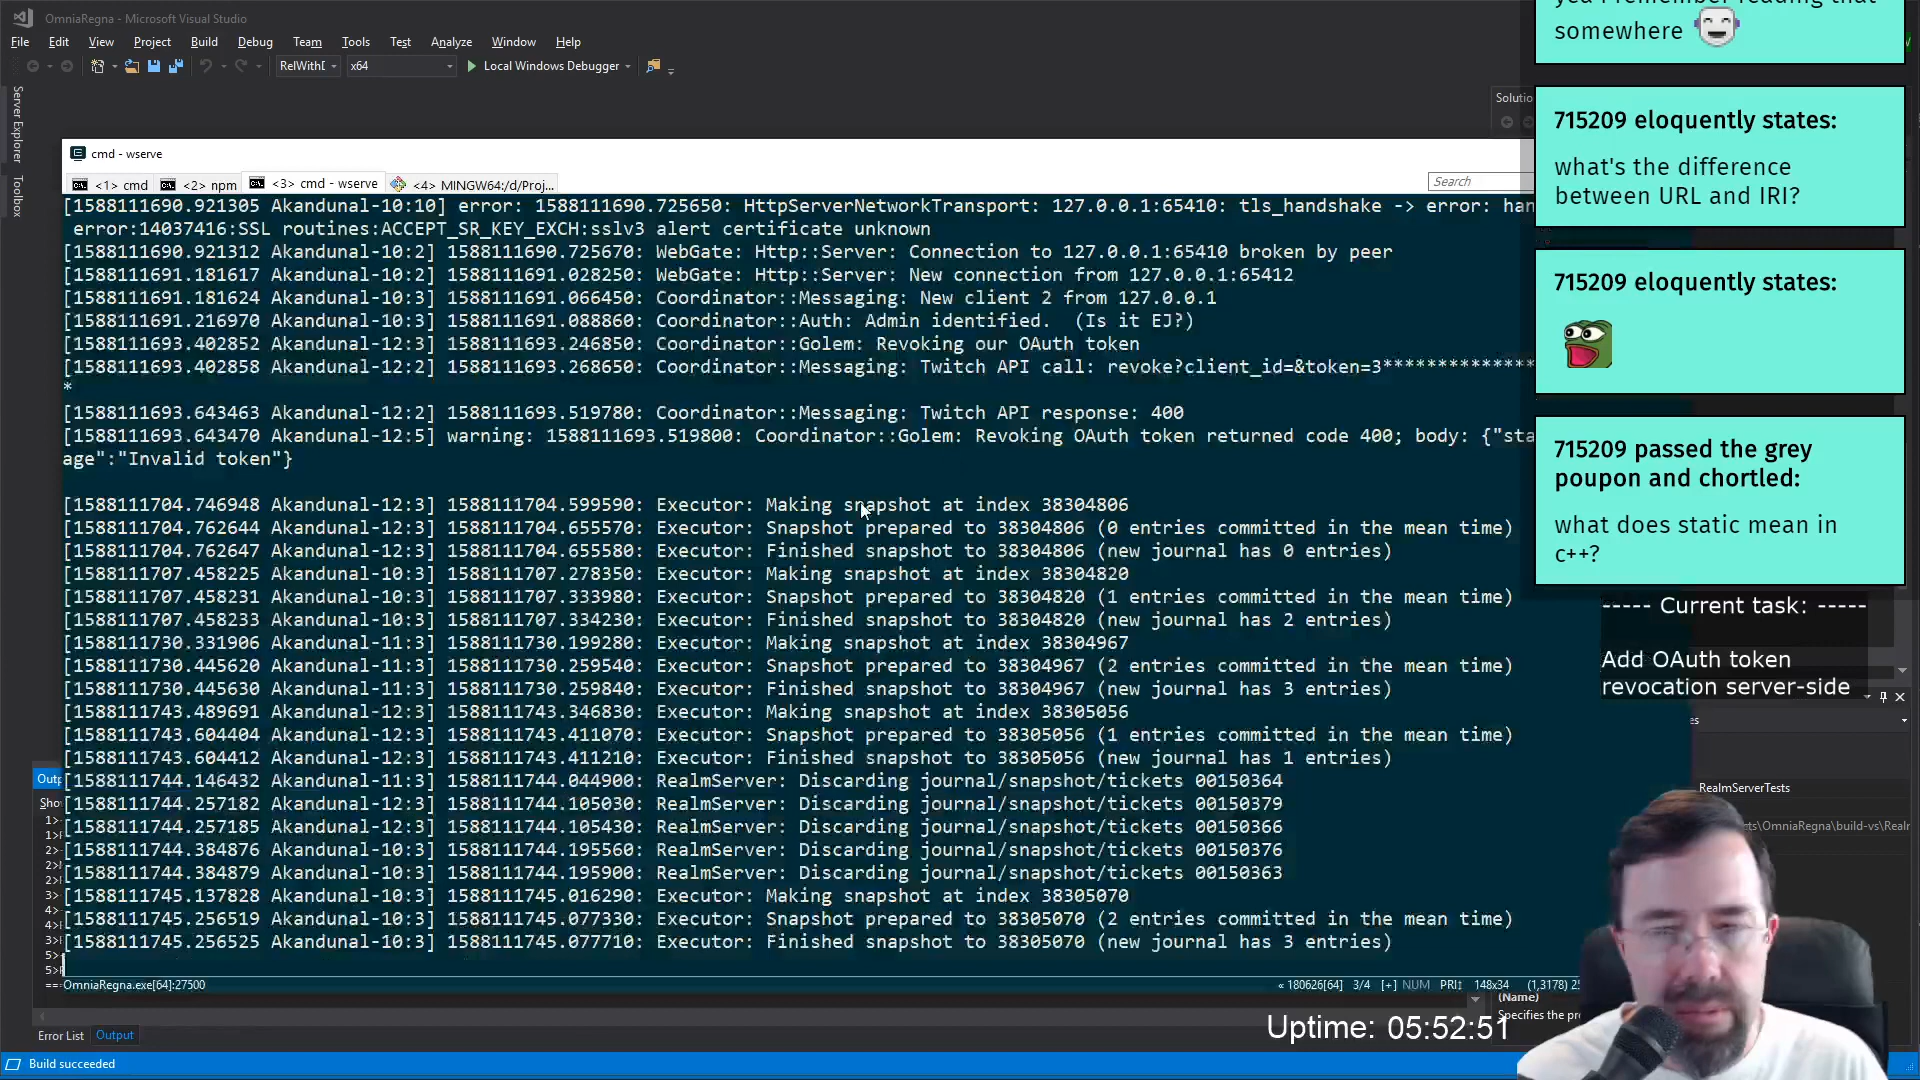 OmniaRegna - Microsoft Visual Studio
File Edit View Project Build Debug Team Tools Test Analyze Window Help
x64 Local Windows Debugger
Server Explorer
Toolbox
Solutio
cmd - wserve
<1> cmd <2> npm <3> cmd - wserve <4> MINGW64:/d/Proj...
Search
[1588111690.921305 Akandunal-10:10] error: 1588111690.725650: HttpServerNetworkTransport: 127.0.0.1:65410: tls_handshake -> error: han
error:14037416:SSL routines:ACCEPT_SR_KEY_EXCH:sslv3 alert certificate unknown
[1588111690.921312 Akandunal-10:2] 1588111690.725670: WebGate: Http::Server: Connection to 127.0.0.1:65410 broken by peer
[1588111691.181617 Akandunal-10:2] 1588111691.028250: WebGate: Http::Server: New connection from 127.0.0.1:65412
[1588111691.181624 Akandunal-10:3] 1588111691.066450: Coordinator::Messaging: New client 2 from 127.0.0.1
[1588111691.216970 Akandunal-10:3] 1588111691.088860: Coordinator::Auth: Admin identified.  (Is it EJ?)
[1588111693.402852 Akandunal-12:3] 1588111693.246850: Coordinator::Golem: Revoking our OAuth token
[1588111693.402858 Akandunal-12:2] 1588111693.268650: Coordinator::Messaging: Twitch API call: revoke?client_id=&token=3**************
*
[1588111693.643463 Akandunal-12:2] 1588111693.519780: Coordinator::Messaging: Twitch API response: 400
[1588111693.643470 Akandunal-12:5] warning: 1588111693.519800: Coordinator::Golem: Revoking OAuth token returned code 400; body: {"sta
age":"Invalid token"}
[1588111704.746948 Akandunal-12:3] 1588111704.599590: Executor: Making snapshot at index 38304806
[1588111704.762644 Akandunal-12:3] 1588111704.655570: Executor: Snapshot prepared to 38304806 (0 entries committed in the mean time)
[1588111704.762647 Akandunal-12:3] 1588111704.655580: Executor: Finished snapshot to 38304806 (new journal has 0 entries)
[1588111707.458225 Akandunal-10:3] 1588111707.278350: Executor: Making snapshot at index 38304820
[1588111707.458231 Akandunal-10:3] 1588111707.333980: Executor: Snapshot prepared to 38304820 (1 entries committed in the mean time)
[1588111707.458233 Akandunal-10:3] 1588111707.334230: Executor: Finished snapshot to 38304820 (new journal has 2 entries)
[1588111730.331906 Akandunal-11:3] 1588111730.199280: Executor: Making snapshot at index 38304967
[1588111730.445620 Akandunal-11:3] 1588111730.259540: Executor: Snapshot prepared to 38304967 (2 entries committed in the mean time)
[1588111730.445630 Akandunal-11:3] 1588111730.259840: Executor: Finished snapshot to 38304967 (new journal has 3 entries)
[1588111743.489691 Akandunal-12:3] 1588111743.346830: Executor: Making snapshot at index 38305056
[1588111743.604404 Akandunal-12:3] 1588111743.411070: Executor: Snapshot prepared to 38305056 (1 entries committed in the mean time)
[1588111743.604412 Akandunal-12:3] 1588111743.411210: Executor: Finished snapshot to 38305056 (new journal has 1 entries)
[1588111744.146432 Akandunal-11:3] 1588111744.044900: RealmServer: Discarding journal/snapshot/tickets 00150364
[1588111744.257182 Akandunal-12:3] 1588111744.105030: RealmServer: Discarding journal/snapshot/tickets 00150379
[1588111744.257185 Akandunal-12:3] 1588111744.105430: RealmServer: Discarding journal/snapshot/tickets 00150366
[1588111744.384876 Akandunal-10:3] 1588111744.195560: RealmServer: Discarding journal/snapshot/tickets 00150376
[1588111744.384879 Akandunal-10:3] 1588111744.195900: RealmServer: Discarding journal/snapshot/tickets 00150363
[1588111745.137828 Akandunal-10:3] 1588111745.016290: Executor: Making snapshot at index 38305070
[1588111745.256519 Akandunal-10:3] 1588111745.077330: Executor: Snapshot prepared to 38305070 (2 entries committed in the mean time)
[1588111745.256525 Akandunal-10:3] 1588111745.077710: Executor: Finished snapshot to 38305070 (new journal has 3 entries)
OmniaRegna.exe[64]:27500
« 180626[64] 3/4 [+] NUM PRI↕ 148x34
Error List Output
Build succeeded
somewhere
715209 eloquently states:
what's the difference
between URL and IRI?
715209 eloquently states:
715209 passed the grey
poupon and chortled:
what does static mean in
c++?
----- Current task: -----
Add OAuth token
revocation server-side
RealmServerTests
(Name)
Uptime: 05:52:51